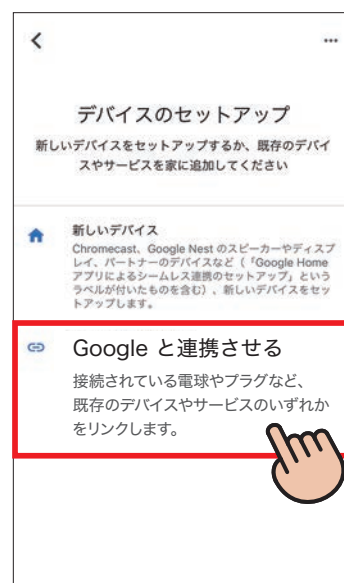 デバイスのセットアップ
新しいデバイスをセットアップするか、既存のデバイ
スやサービスを家に追加してください
新しいデバイス
Chromecast、Google Nest のスピーカーやディスプ
レイ、パートナーのデバイスなど（「Google Home
アプリによるシームレス連携のセットアップ」という
ラベルが付いたものを含む）、新しいデバイスをセッ
トアップします。
Google と連携させる
接続されている電球やプラグなど、
既存のデバイスやサービスのいずれか
をリンクします。